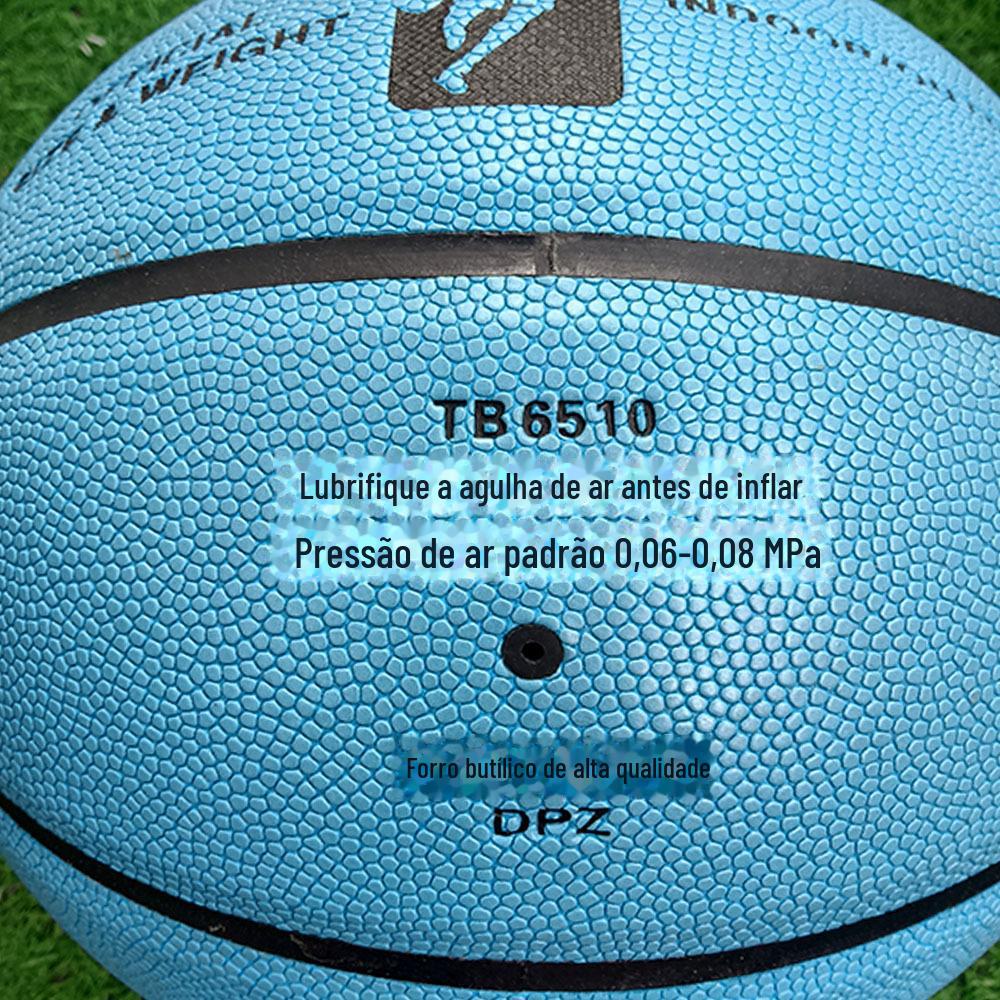 WEIGHT
TB 6510
Lubrifique a agulha de ar antes de inflar
Pressão de ar padrão 0,06-0,08 MPa
Forro butílico de alta qualidade
DPZ